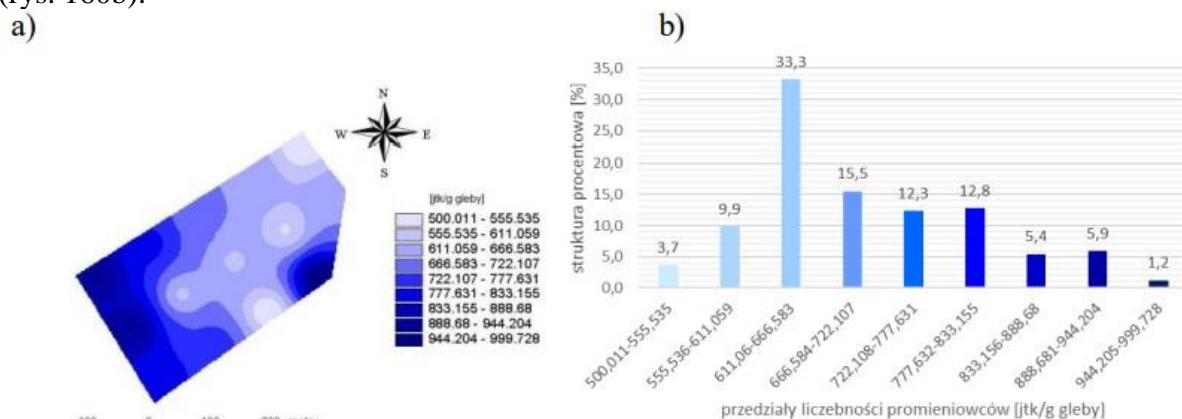 a)
N
W E
S
[jtk/g gleby]
500.011 - 555.535
555.535 - 611.059
611.059 - 666.583
666.583 - 722.107
722.107 - 777.631
777.631 - 833.155
833.155 - 888.68
888.68 - 944.204
944.204 - 999.728
b)
struktura procentowa [%]
35,0
30,0
25,0
20,0
15,0
10,0
5,0
0,0
3,7
9,9
33,3
15,5
12,3
12,8
5,4
5,9
1,2
500,011-555,535
555,536-611,059
611,06-666,583
666,584-722,107
722,108-777,631
777,632-833,155
833,156-888,68
888,681-944,204
944,205-999,728
przedziały liczebności promieniowców [jtk/g gleby]